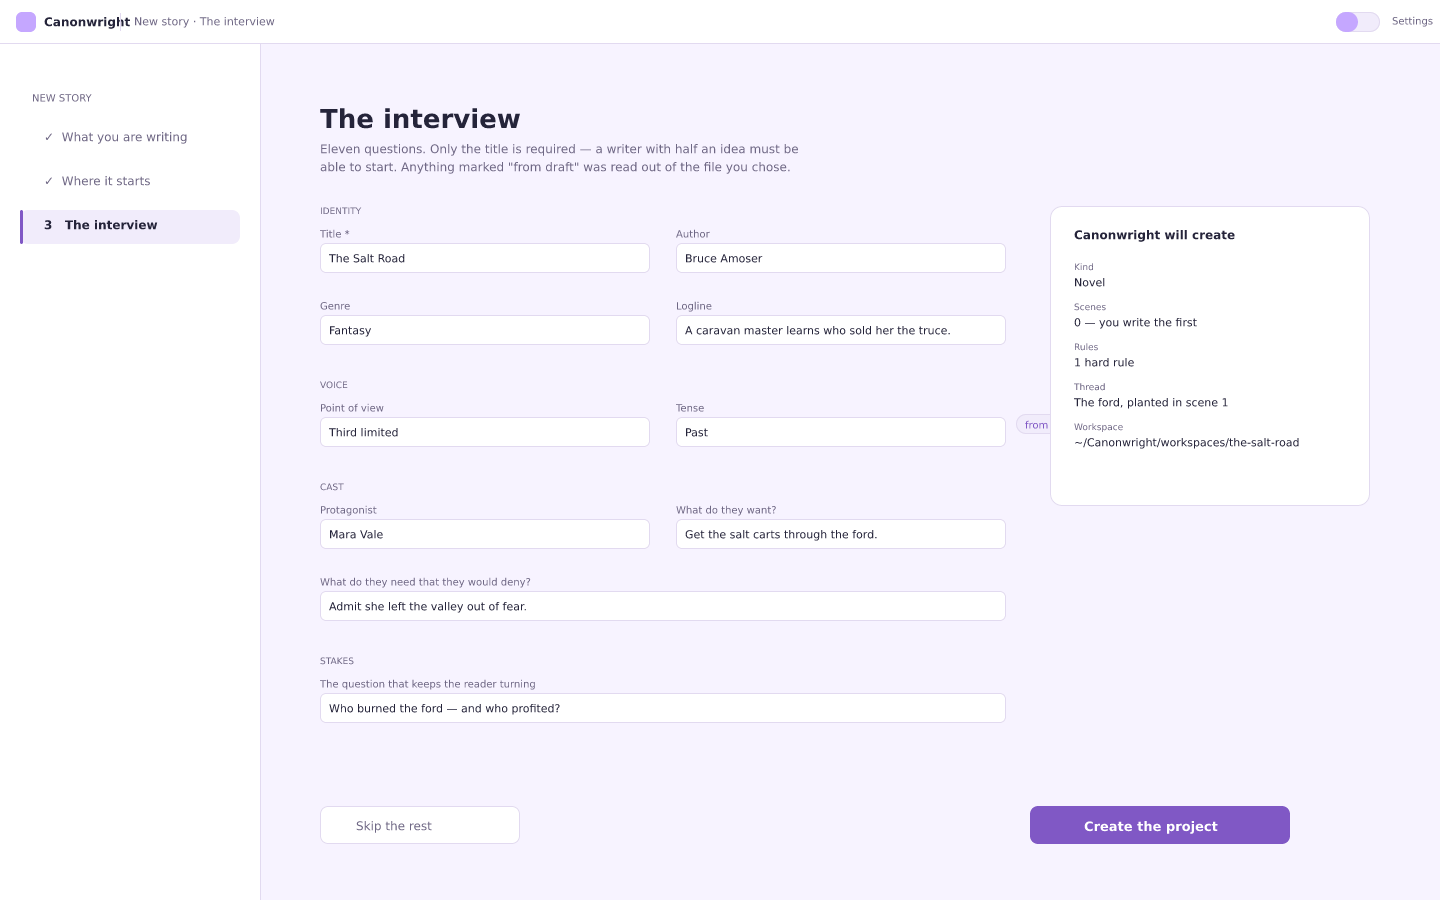 Canonwright
New story · The interview
Settings
NEW STORY
✓ What you are writing
✓ Where it starts
3 The interview
The interview
Eleven questions. Only the title is required — a writer with half an idea must be
able to start. Anything marked "from draft" was read out of the file you chose.
IDENTITY
Title *
Author
The Salt Road
Bruce Amoser
Genre
Logline
Fantasy
A caravan master learns who sold her the truce.
VOICE
Point of view
Tense
Third limited
Past
from
CAST
Protagonist
What do they want?
Mara Vale
Get the salt carts through the ford.
What do they need that they would deny?
Admit she left the valley out of fear.
STAKES
The question that keeps the reader turning
Who burned the ford — and who profited?
Skip the rest
Canonwright will create
Kind
Novel
Scenes
0 — you write the first
Rules
1 hard rule
Thread
The ford, planted in scene 1
Workspace
~/Canonwright/workspaces/the-salt-road
Create the project